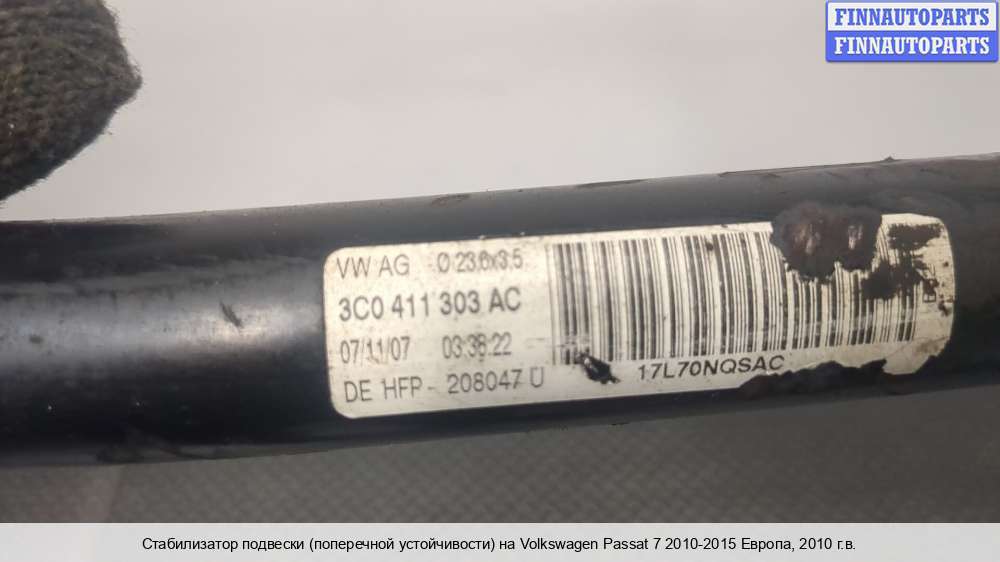 FINNAUTOPARTS
FINNAUTOPARTS
VW AG Ø 23,6x3,5
3C0 411 303 AC
07/11/07 03:38:22
DE HFP - 208047 U
17L70NQSAC
Стабилизатор подвески (поперечной устойчивости) на Volkswagen Passat 7 2010-2015 Европа, 2010 г.в.